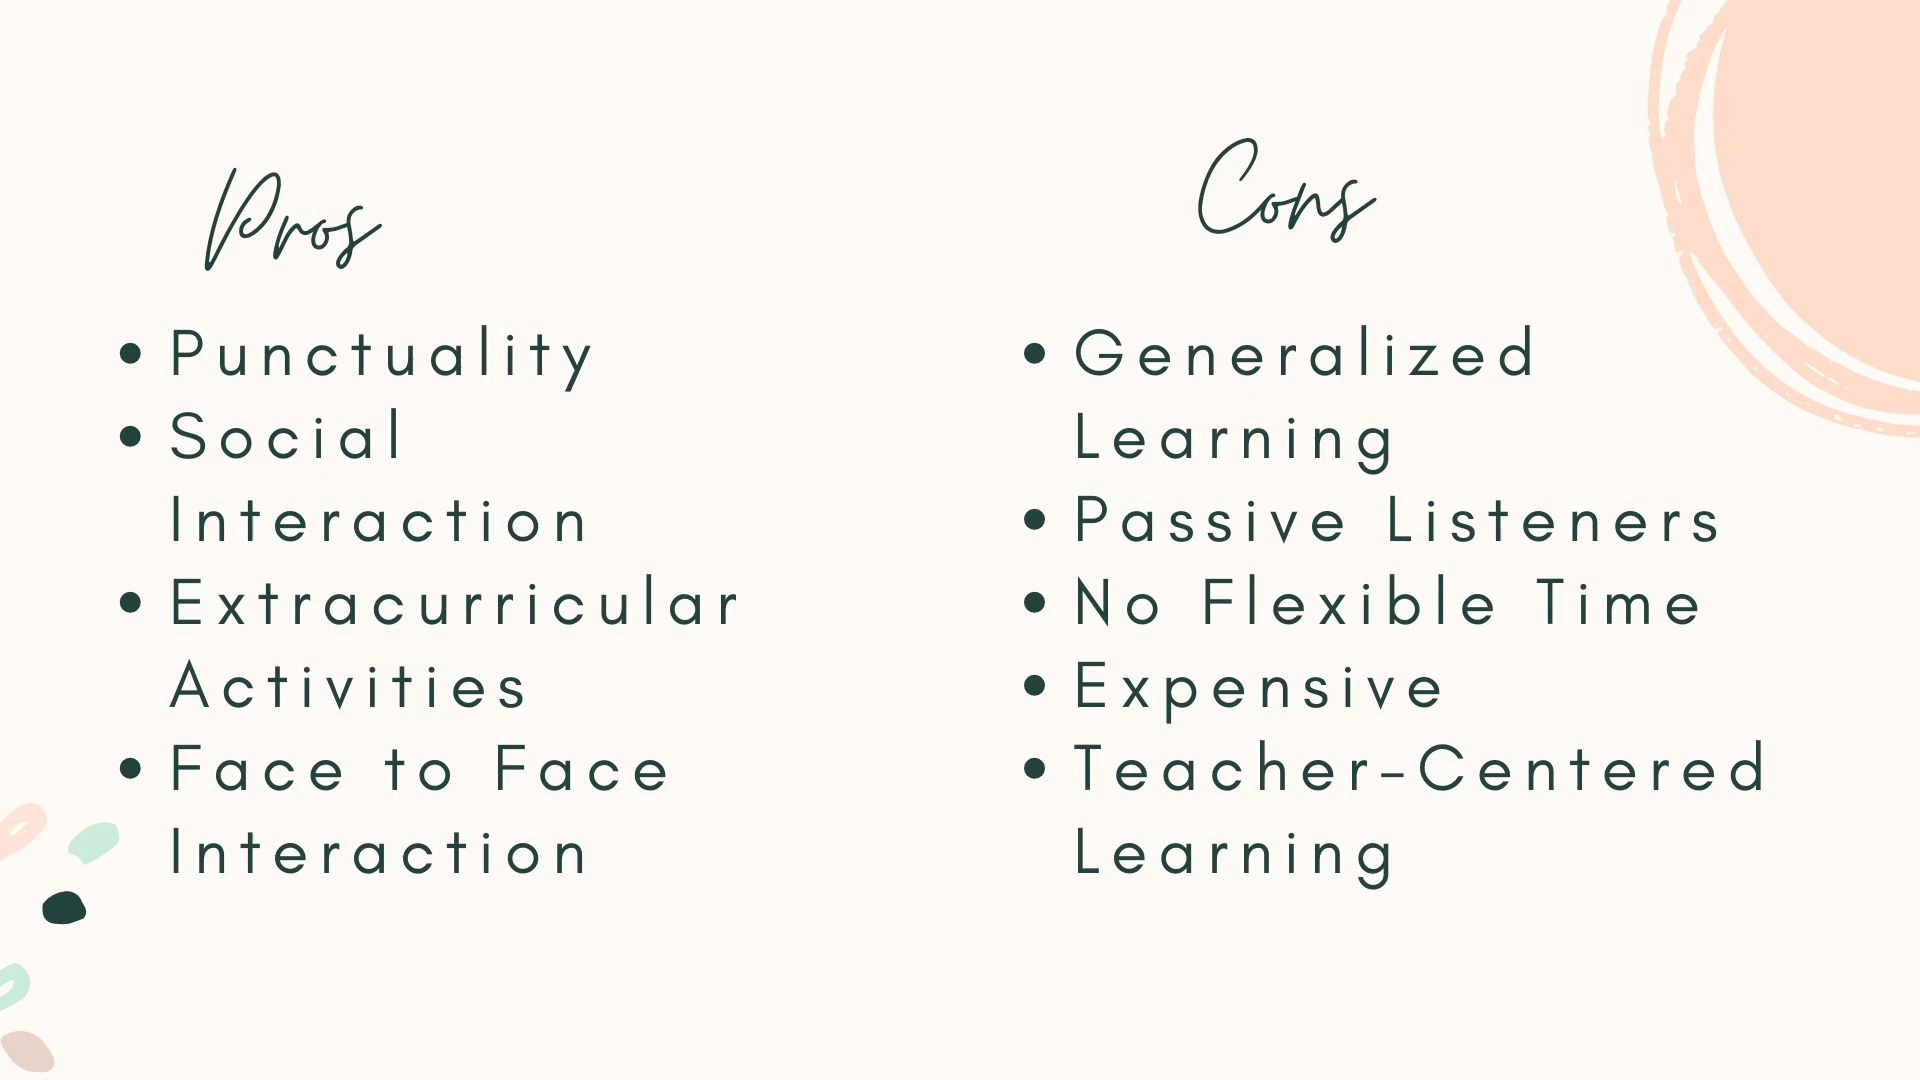 Pros
• Punctuality
• Social
Interaction
• Extracurricular
Activities
• Face to Face
Interaction
Cons
• Generalized
Learning
• Passive Listeners
• No Flexible Time
• Expensive
• Teacher-Centered
Learning